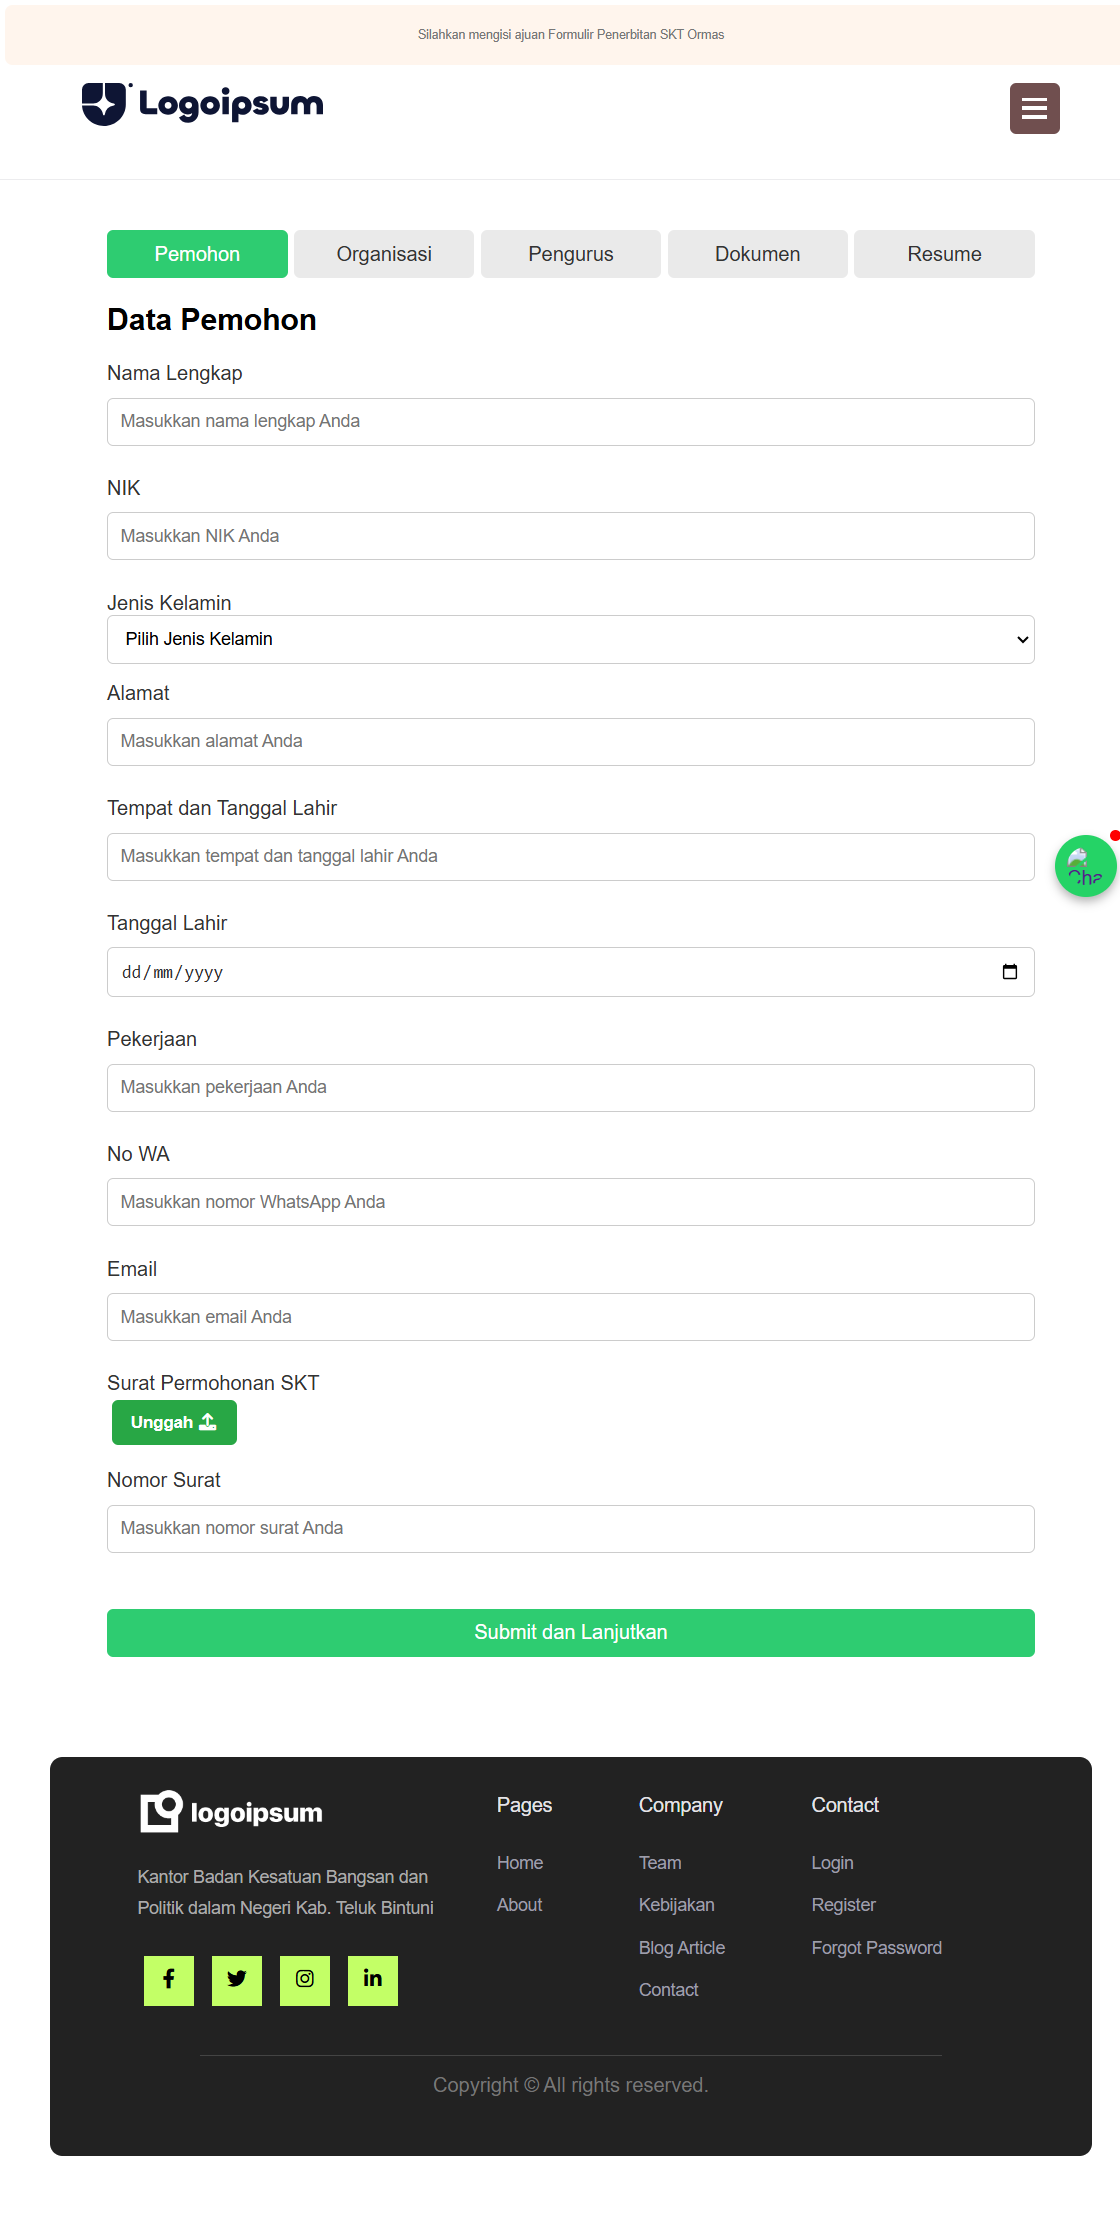 Silahkan mengisi ajuan Formulir Penerbitan SKT Ormas
Logoipsum
Pemohon Organisasi Pengurus Dokumen Resume
Data Pemohon
Nama Lengkap
Masukkan nama lengkap Anda
NIK
Masukkan NIK Anda
Jenis Kelamin
Pilih Jenis Kelamin
Alamat
Masukkan alamat Anda
Tempat dan Tanggal Lahir
Masukkan tempat dan tanggal lahir Anda
Cha
Tanggal Lahir
dd/mm/yyyy
Pekerjaan
Masukkan pekerjaan Anda
No WA
Masukkan nomor WhatsApp Anda
Email
Masukkan email Anda
Surat Permohonan SKT
Unggah
Nomor Surat
Masukkan nomor surat Anda
Submit dan Lanjutkan
logoipsum
Kantor Badan Kesatuan Bangsan dan
Politik dalam Negeri Kab. Teluk Bintuni
Pages
Home
About
Company
Team
Kebijakan
Blog Article
Contact
Contact
Login
Register
Forgot Password
Copyright © All rights reserved.